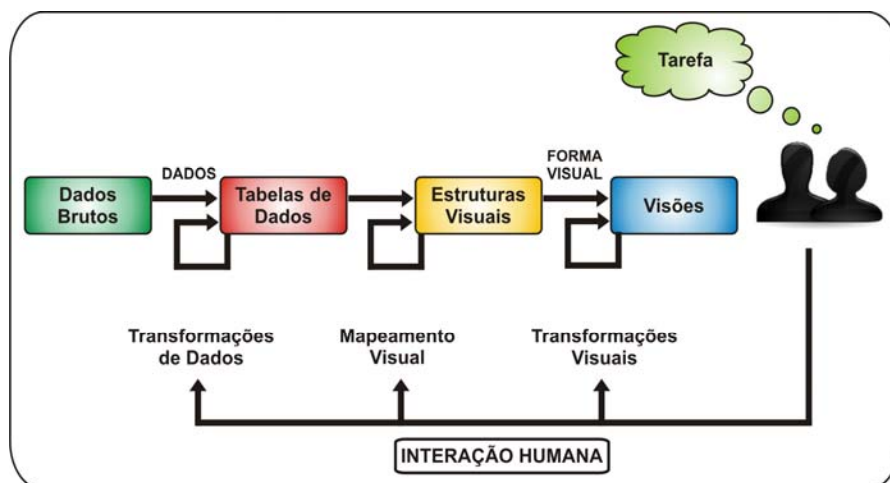 Tarefa
DADOS
FORMA
VISUAL
Dados
Brutos
Tabelas de
Dados
Estruturas
Visuais
Visões
Transformações
de Dados
Mapeamento
Visual
Transformações
Visuais
INTERAÇÃO HUMANA